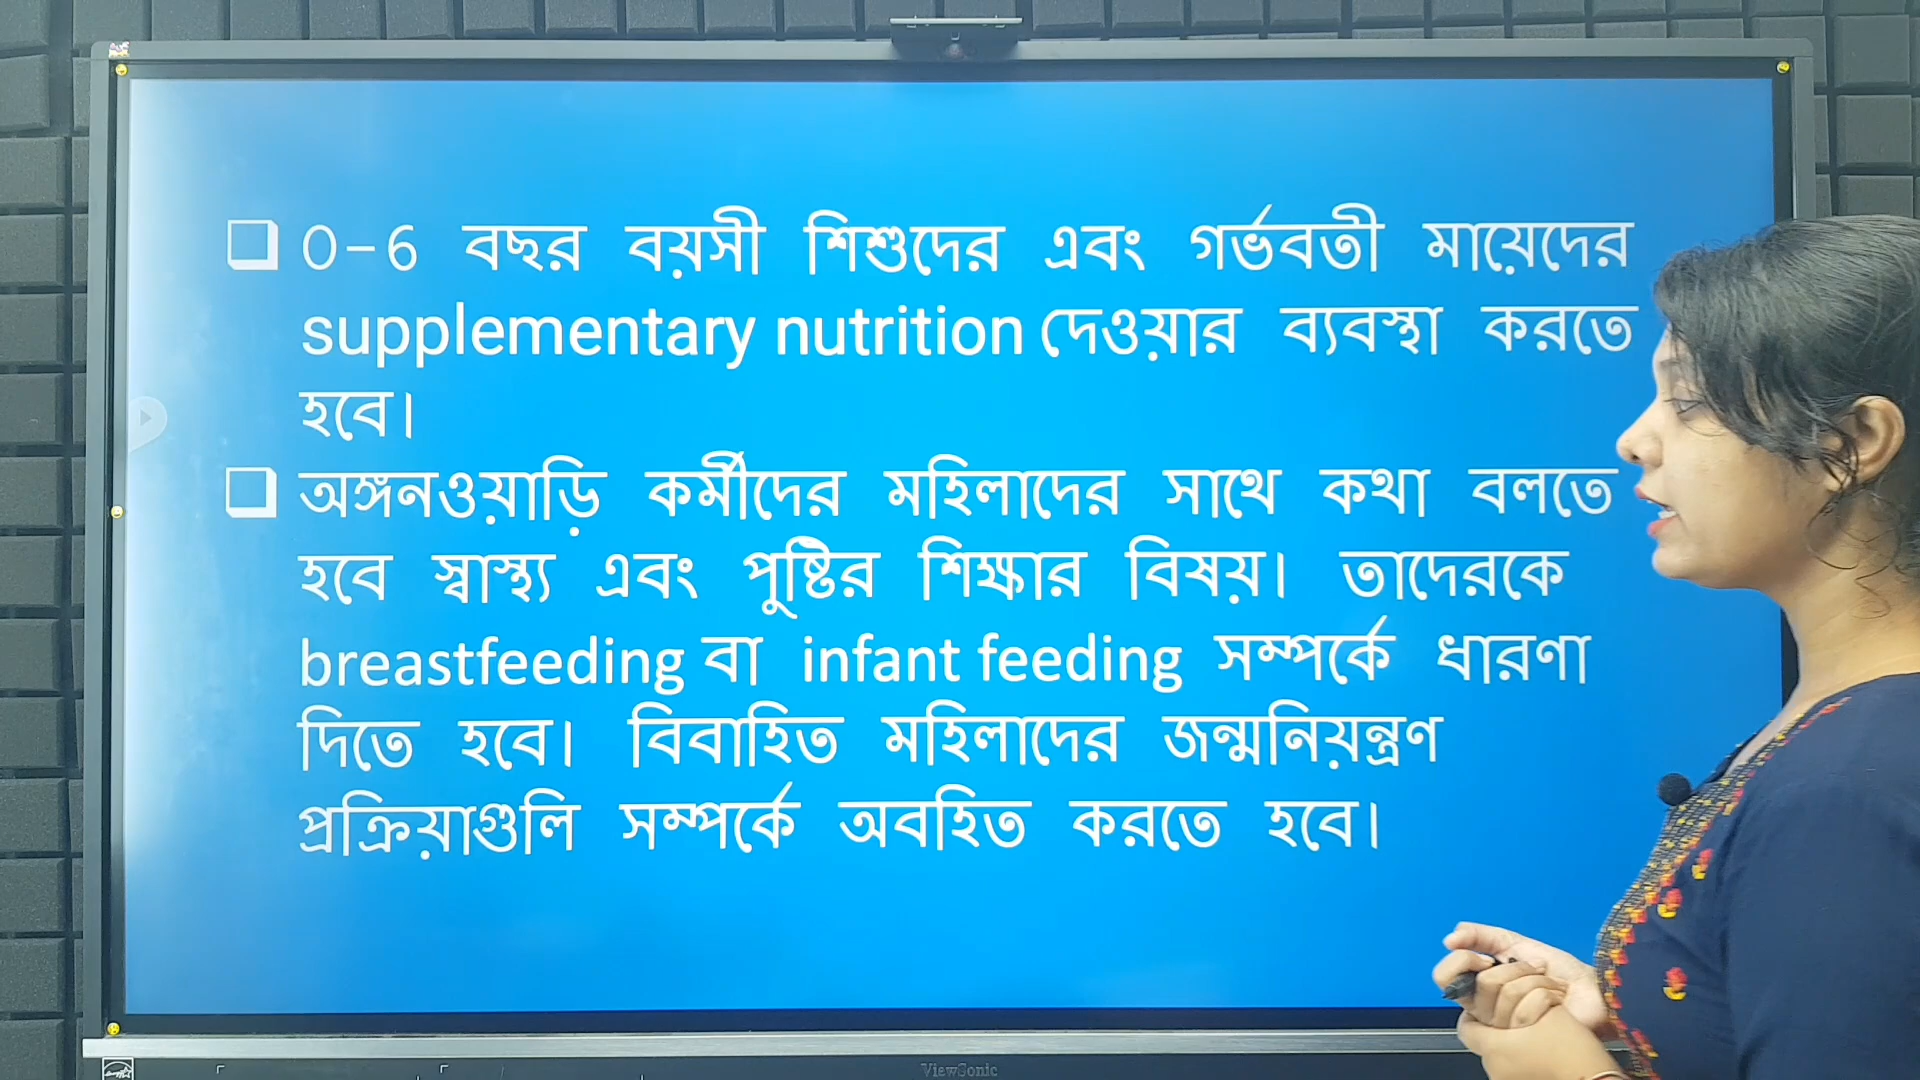 0-6 বছর বয়সী শিশুদের এবং গর্ভবতী মায়েদের
supplementary nutrition দেওয়ার ব্যবস্থা করতে
হবে।
অঙ্গনওয়াড়ি কর্মীদের মহিলাদের সাথে কথা বলতে
হবে স্বাস্থ্য এবং পুষ্টির শিক্ষার বিষয়। তাদেরকে
breastfeeding বা infant feeding সম্পর্কে ধারণা
দিতে হবে। বিবাহিত মহিলাদের জন্মনিয়ন্ত্রণ
প্রক্রিয়াগুলি সম্পর্কে অবহিত করতে হবে।
ViewSonic